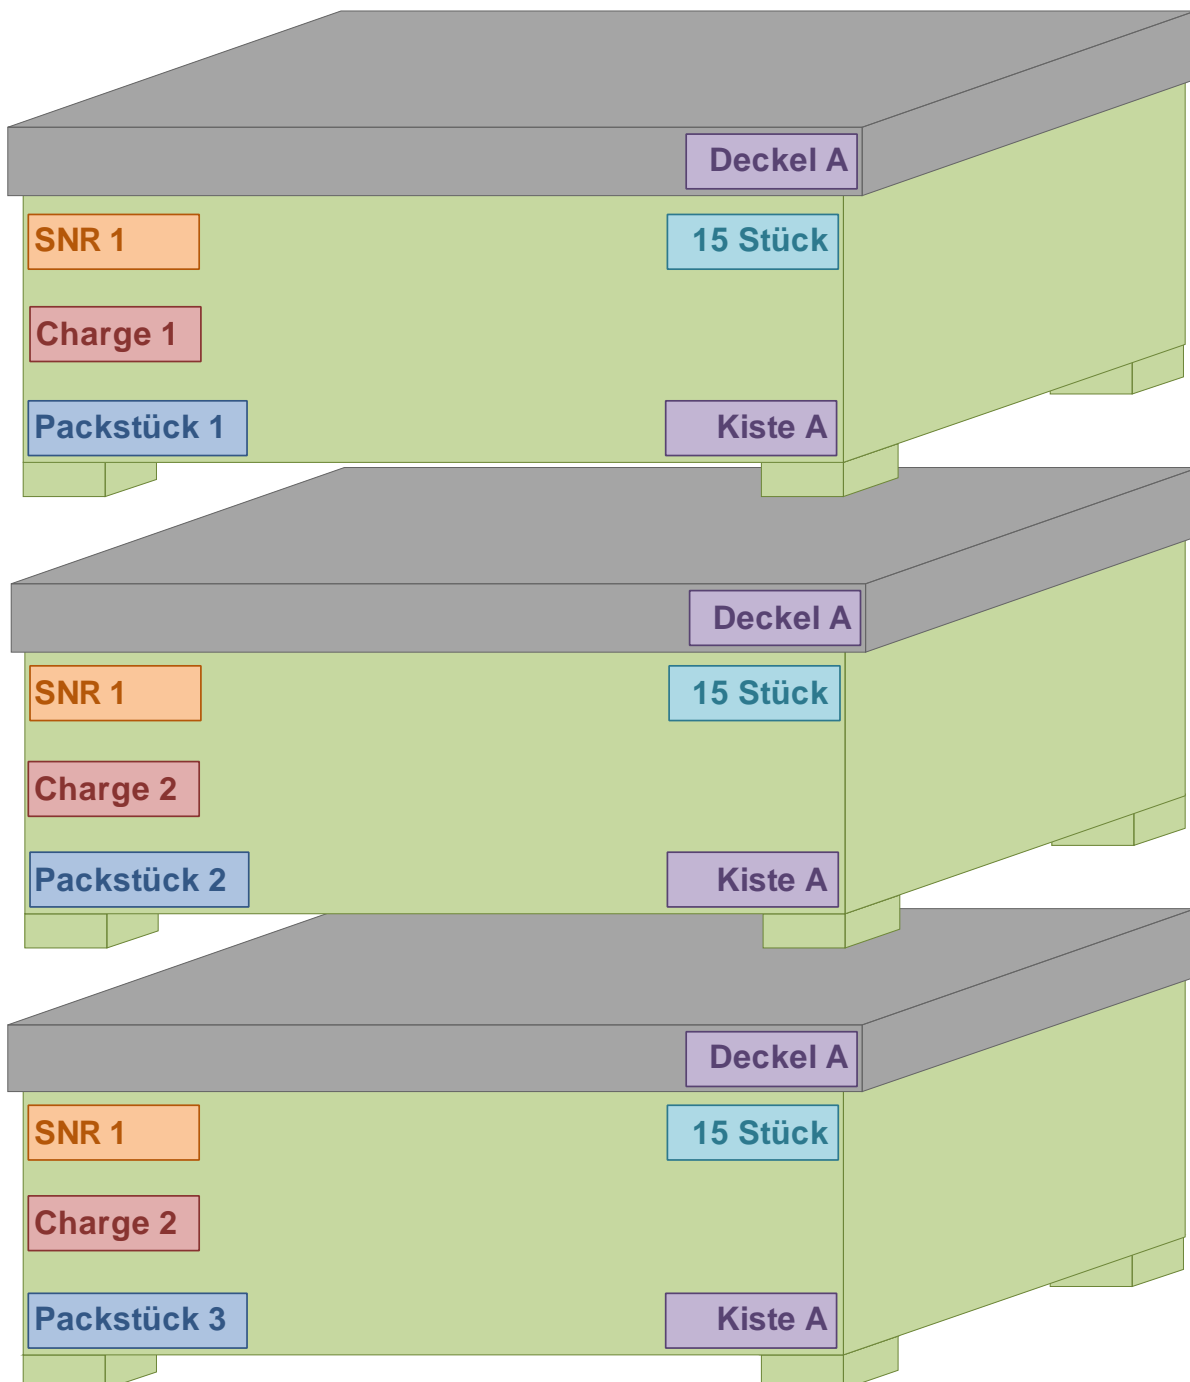 Deckel A
SNR 1
15 Stück
Charge 1
Packstück 1
Kiste A
Deckel A
SNR 1
15 Stück
Charge 2
Packstück 2
Kiste A
Deckel A
SNR 1
15 Stück
Charge 2
Packstück 3
Kiste A